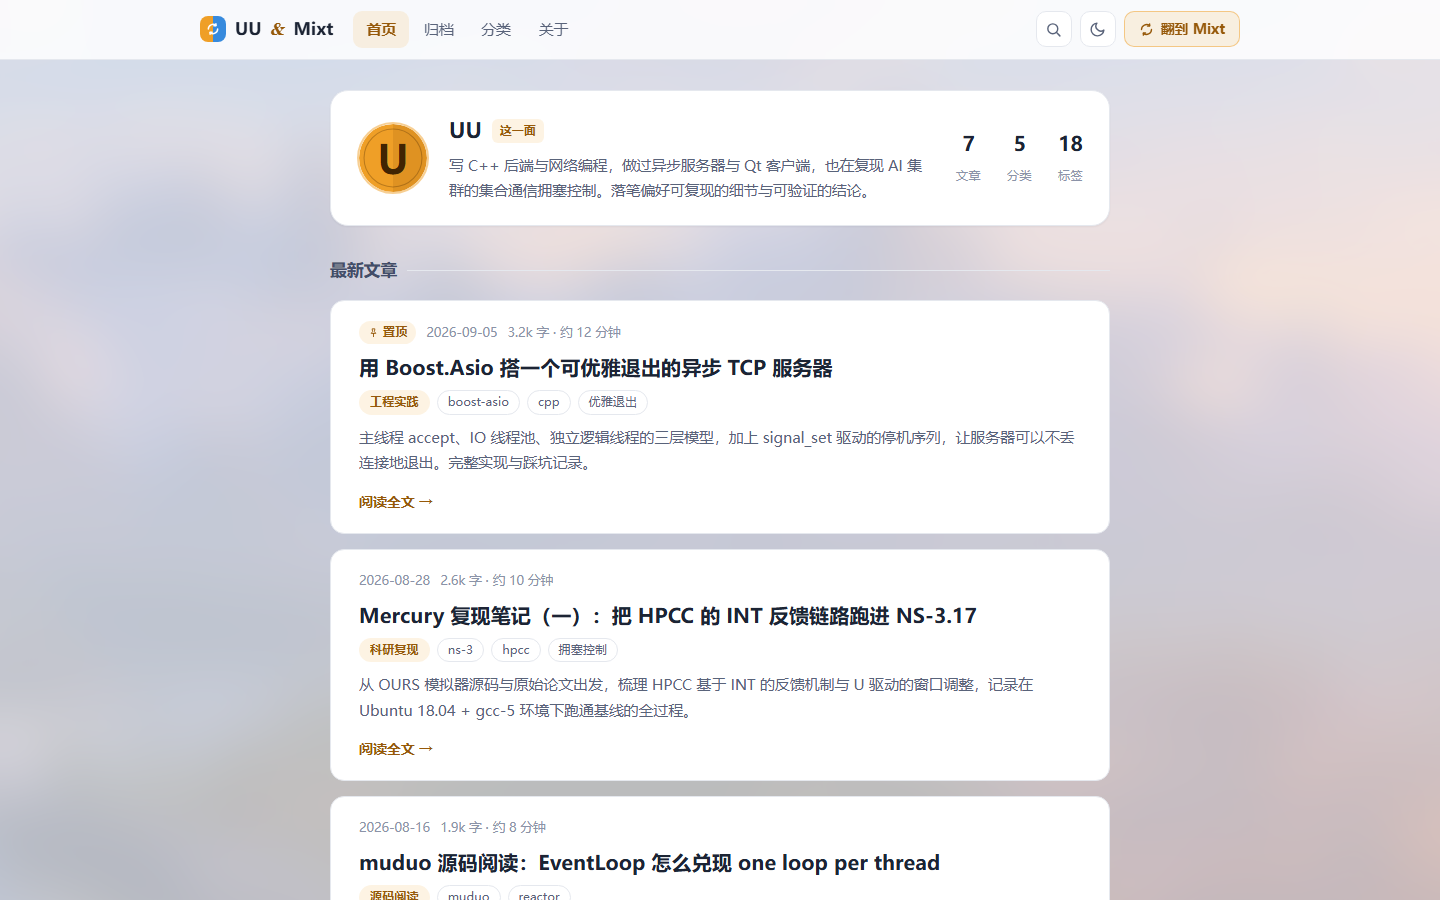 UU & Mixt 首页 归档 分类 关于 翻到 Mixt
U
UU 这一面
写 C++ 后端与网络编程，做过异步服务器与 Qt 客户端，也在复现 AI 集
群的集合通信拥塞控制。落笔偏好可复现的细节与可验证的结论。
7 5 18
文章 分类 标签
最新文章
置顶 2026-09-05 3.2k 字 · 约 12 分钟
用 Boost.Asio 搭一个可优雅退出的异步 TCP 服务器
工程实践 boost-asio cpp 优雅退出
主线程 accept、IO 线程池、独立逻辑线程的三层模型，加上 signal_set 驱动的停机序列，让服务器可以不丢
连接地退出。完整实现与踩坑记录。
阅读全文 →
2026-08-28 2.6k 字 · 约 10 分钟
Mercury 复现笔记（一）：把 HPCC 的 INT 反馈链路跑进 NS-3.17
科研复现 ns-3 hpcc 拥塞控制
从 OURS 模拟器源码与原始论文出发，梳理 HPCC 基于 INT 的反馈机制与 U 驱动的窗口调整，记录在
Ubuntu 18.04 + gcc-5 环境下跑通基线的全过程。
阅读全文 →
2026-08-16 1.9k 字 · 约 8 分钟
muduo 源码阅读：EventLoop 怎么兑现 one loop per thread
源码阅读 muduo reactor